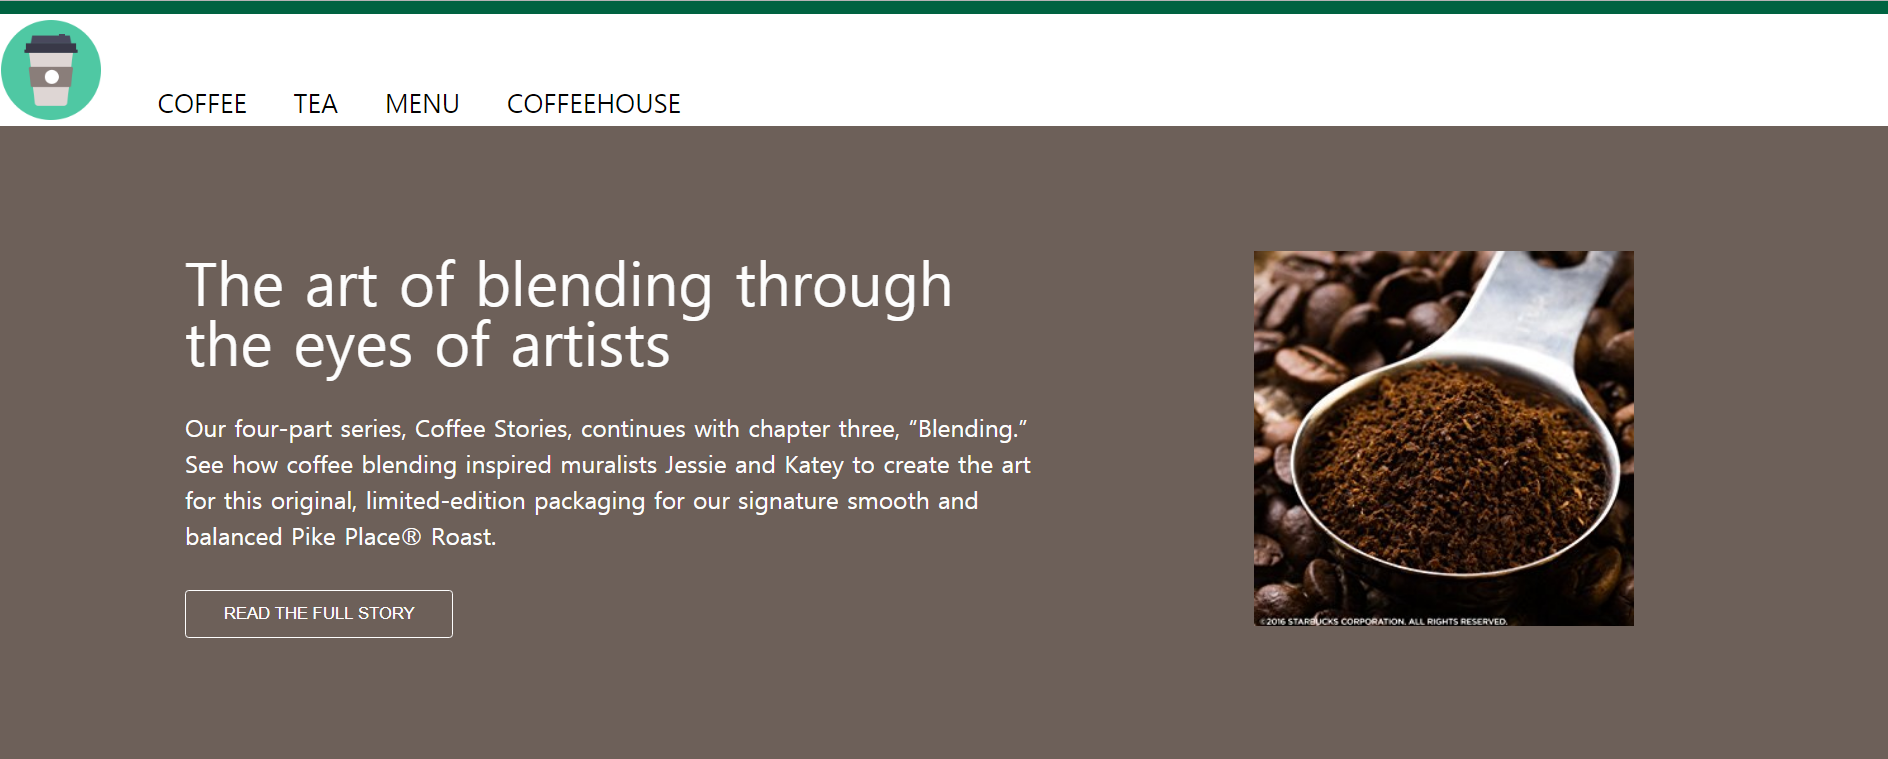 COFFEE TEA MENU COFFEEHOUSE
The art of blending through
the eyes of artists
Our four-part series, Coffee Stories, continues with chapter three, “Blending.”
See how coffee blending inspired muralists Jessie and Katey to create the art
for this original, limited-edition packaging for our signature smooth and
balanced Pike Place® Roast.
READ THE FULL STORY
©2016 STARBUCKS CORPORATION. ALL RIGHTS RESERVED.